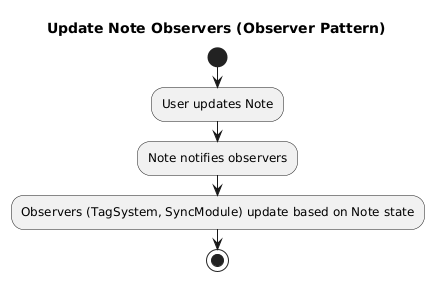 Update Note Observers (Observer Pattern)
User updates Note
Note notifies observers
Observers (TagSystem, SyncModule) update based on Note state